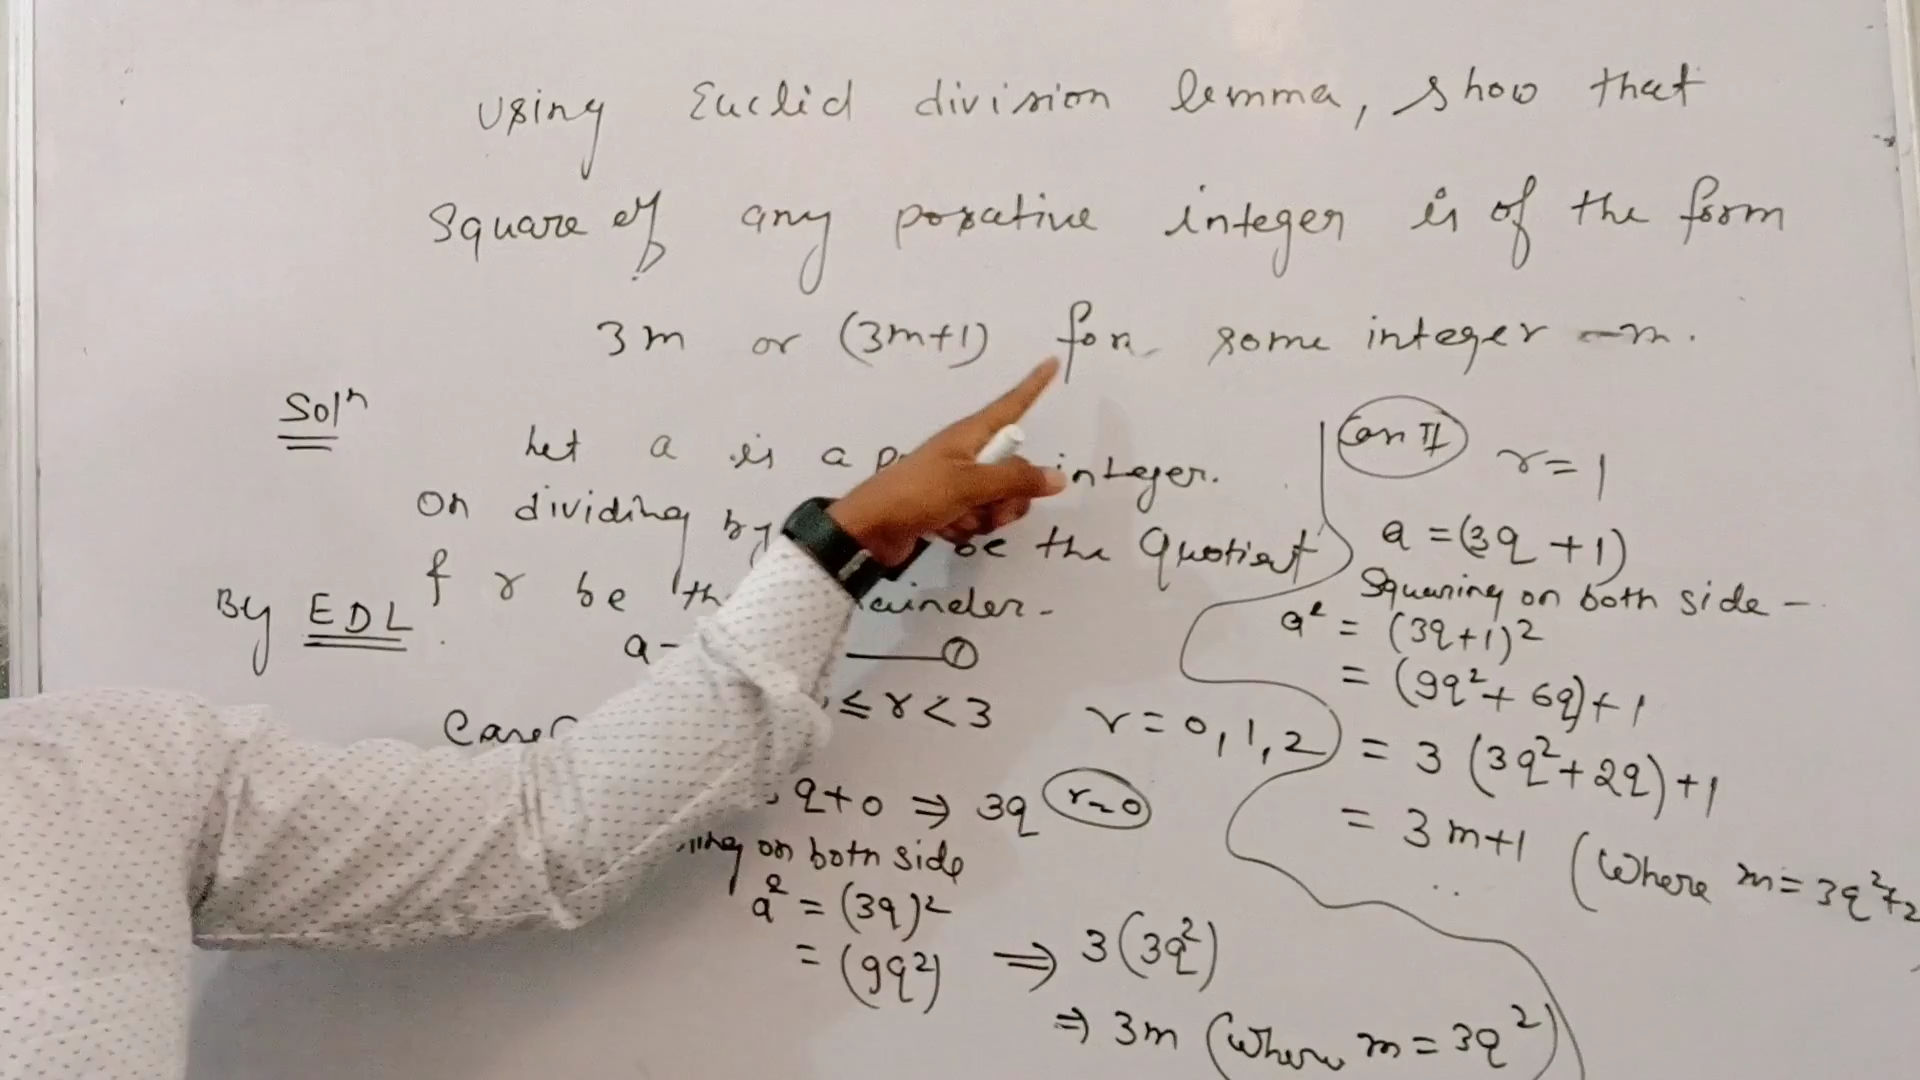 Using Euclid division lemma, show that
Square of any posative integer is of the form
3m or (3m+1) for some integer -m.
Solⁿ
Let a is a integer.
On dividing by be the Quotient
f r be the
By EDL
a- ①
≤ r < 3 r = 0, 1, 2
q+0 ⇒ 3q r=0
on both side
a² = (3q)²
= (9q²) ⇒ 3(3q²)
⇒ 3m (Where m = 3q²)
II r = 1
a = (3q + 1)
Squaring on both side -
a² = (3q+1)²
= (9q² + 6q) + 1
= 3 (3q² + 2q) + 1
= 3m+1 (Where m = 3q²+2